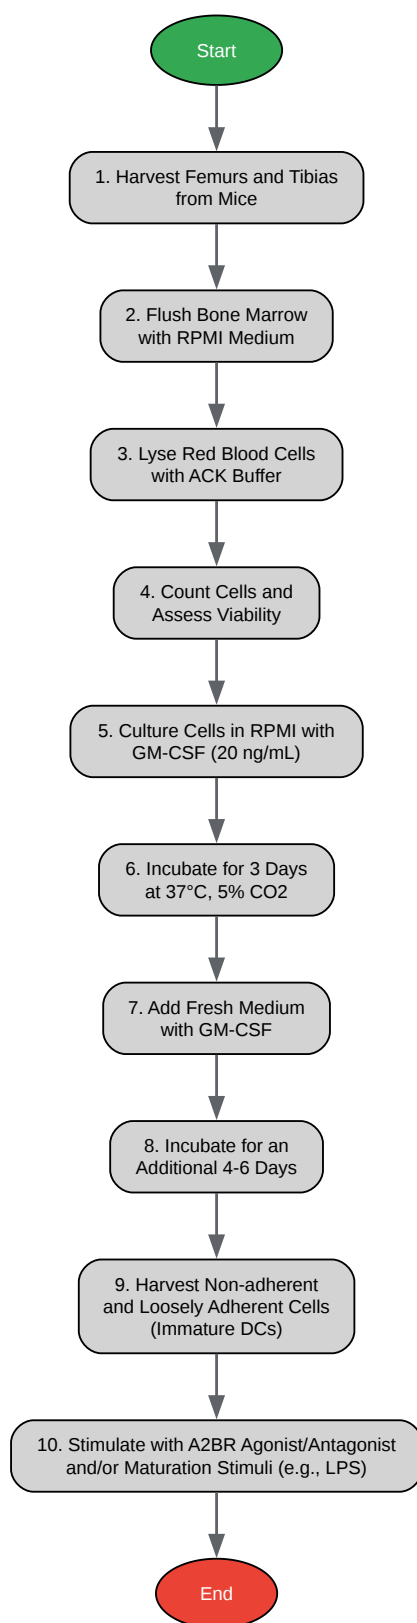 Start
1. Harvest Femurs and Tibias
from Mice
2. Flush Bone Marrow
with RPMI Medium
3. Lyse Red Blood Cells
with ACK Buffer
4. Count Cells and
Assess Viability
5. Culture Cells in RPMI with
GM-CSF (20 ng/mL)
6. Incubate for 3 Days
at 37°C, 5% CO2
7. Add Fresh Medium
with GM-CSF
8. Incubate for an
Additional 4-6 Days
9. Harvest Non-adherent
and Loosely Adherent Cells
(Immature DCs)
10. Stimulate with A2BR Agonist/Antagonist
and/or Maturation Stimuli (e.g., LPS)
End